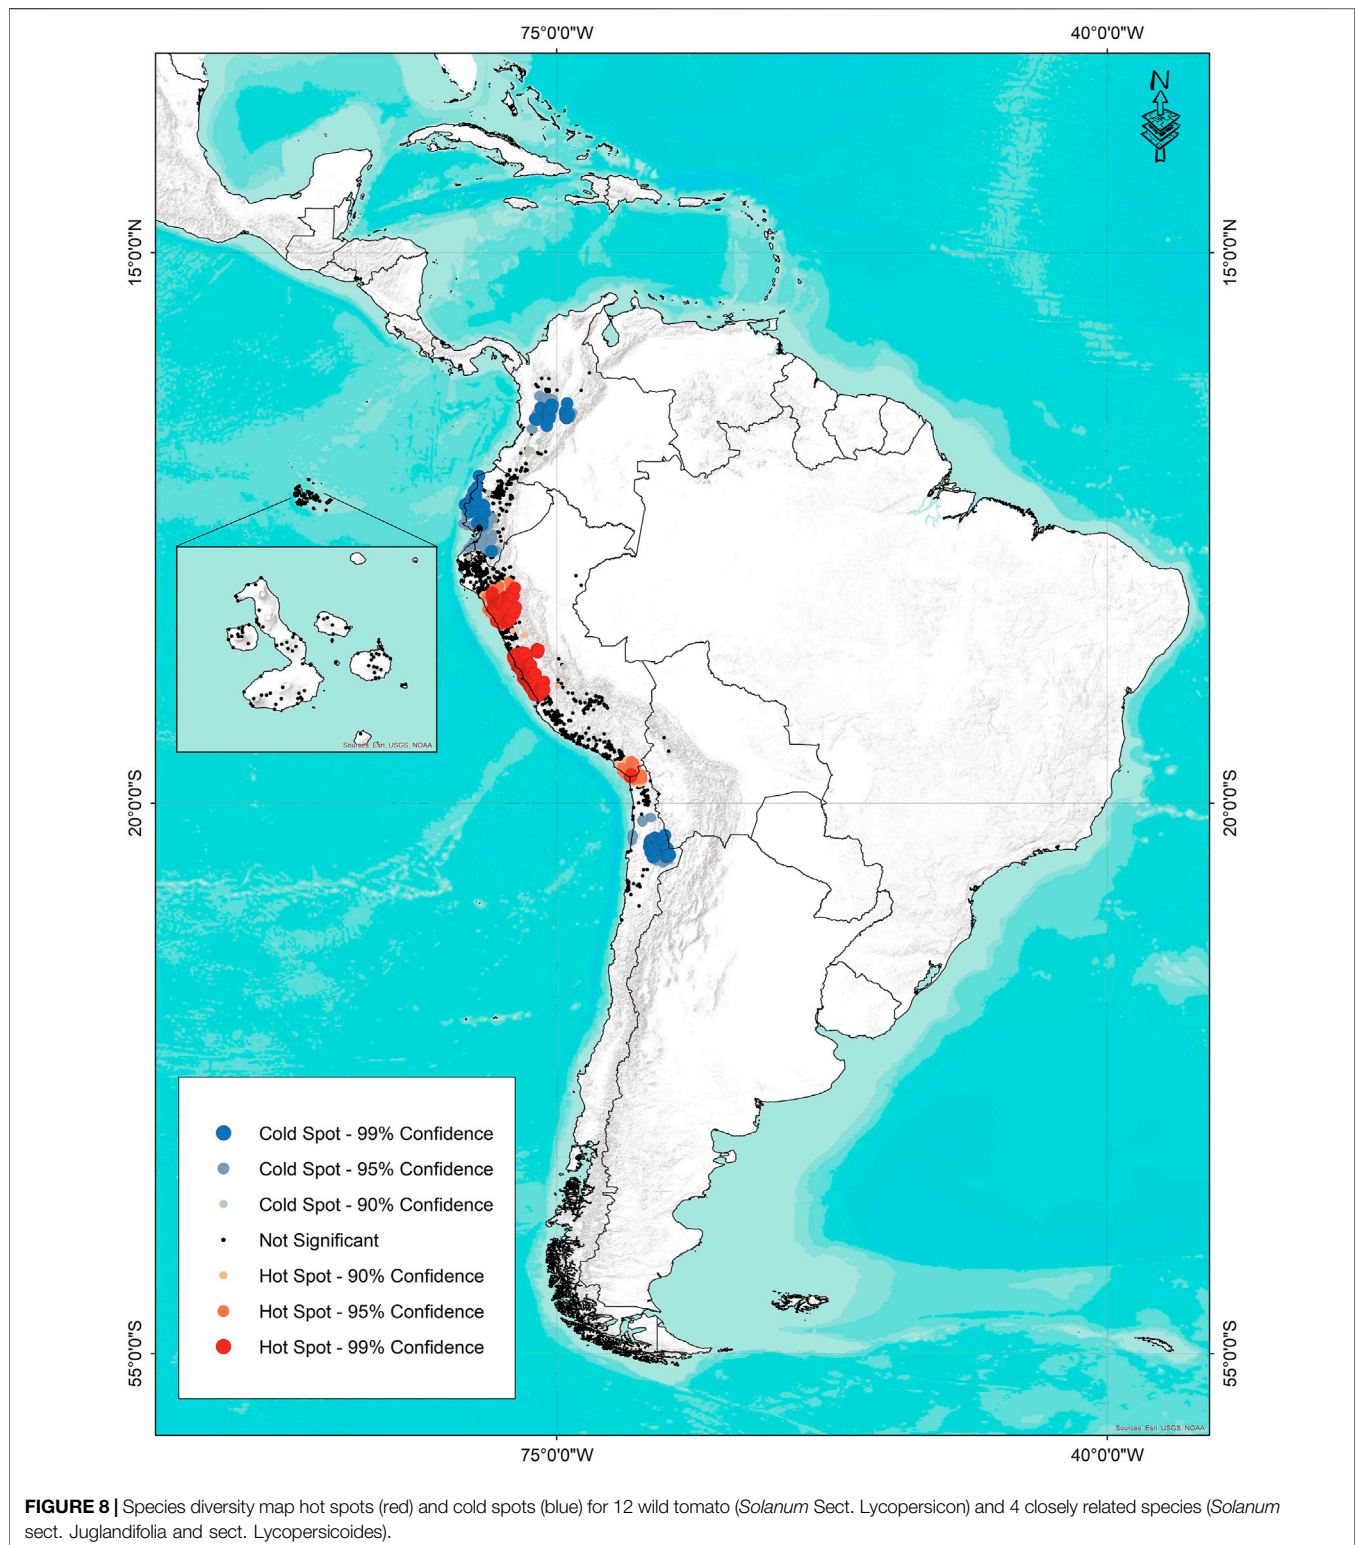 75°0'0"W 40°0'0"W
N
15°0'0"N 15°0'0"N
Sources: Esri, USGS, NOAA
20°0'0"S 20°0'0"S
Cold Spot - 99% Confidence
Cold Spot - 95% Confidence
Cold Spot - 90% Confidence
Not Significant
Hot Spot - 90% Confidence
Hot Spot - 95% Confidence
Hot Spot - 99% Confidence
55°0'0"S 55°0'0"S
Sources: Esri, USGS, NOAA
75°0'0"W 40°0'0"W
FIGURE 8 | Species diversity map hot spots (red) and cold spots (blue) for 12 wild tomato (Solanum Sect. Lycopersicon) and 4 closely related species (Solanum
sect. Juglandifolia and sect. Lycopersicoides).